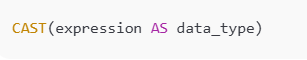 CAST(expression AS data_type)